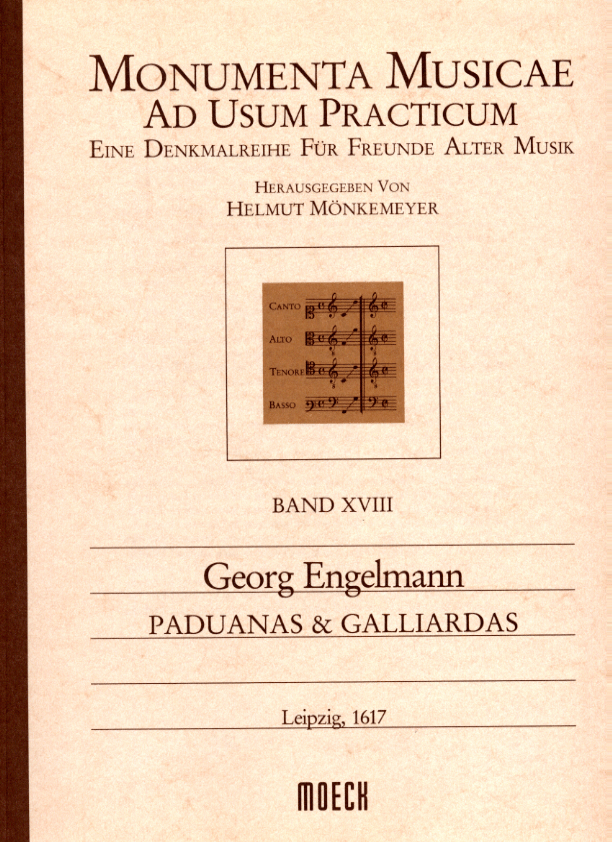 MONUMENTA MUSICAE
AD USUM PRACTICUM
EINE DENKMALREIHE FÜR FREUNDE ALTER MUSIK
HERAUSGEGEBEN VON
HELMUT MÖNKEMEYER
CANTO
ALTO
TENORE
BASSO
BAND XVIII
Georg Engelmann
PADUANAS & GALLIARDAS
Leipzig, 1617
MOECK